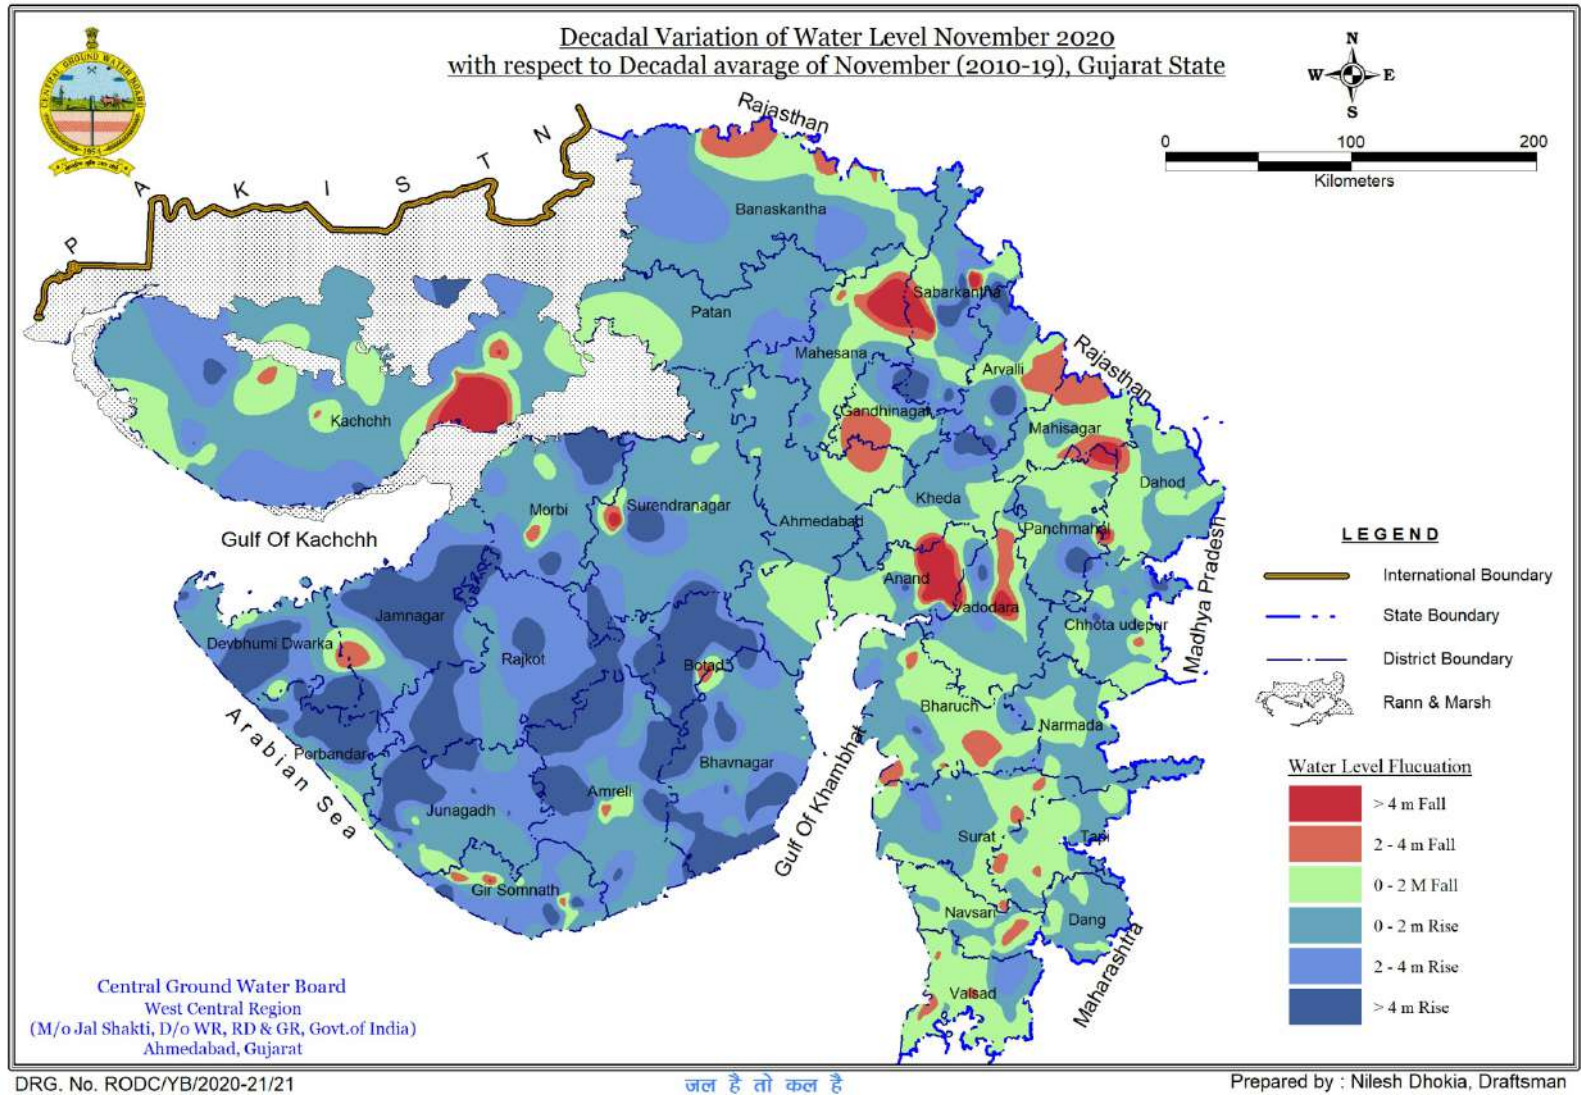 Decadal Variation of Water Level November 2020
with respect to Decadal avarage of November (2010-19), Gujarat State
CENTRAL GROUND WATER BOARD
N
W E
S
0 100 200
Kilometers
P A K I S T N
Rajasthan
Banaskantha
Patan
Sabarkantha
Mahesana
Arvalli
Rajasthan
Kachchh
Gandhinagar
Mahisagar
Dahod
Kheda
Morbi
Surendranagar
Ahmedabad
Panchmahal
Gulf Of Kachchh
Anand
Vadodara
Chhota udepur
Madhya Pradesh
Jamnagar
Devbhumi Dwarka
Rajkot
Botad
Bharuch
Narmada
Arabian Sea
Porbandar
Bhavnagar
Gulf Of Khambhat
Junagadh
Amreli
Surat
Tapi
Gir Somnath
Navsari
Dang
Valsad
Maharashtra
LEGEND
International Boundary
State Boundary
District Boundary
Rann & Marsh
Water Level Flucuation
> 4 m Fall
2 - 4 m Fall
0 - 2 M Fall
0 - 2 m Rise
2 - 4 m Rise
> 4 m Rise
Central Ground Water Board
West Central Region
(M/o Jal Shakti, D/o WR, RD & GR, Govt.of India)
Ahmedabad, Gujarat
DRG. No. RODC/YB/2020-21/21
जल है तो कल है
Prepared by : Nilesh Dhokia, Draftsman